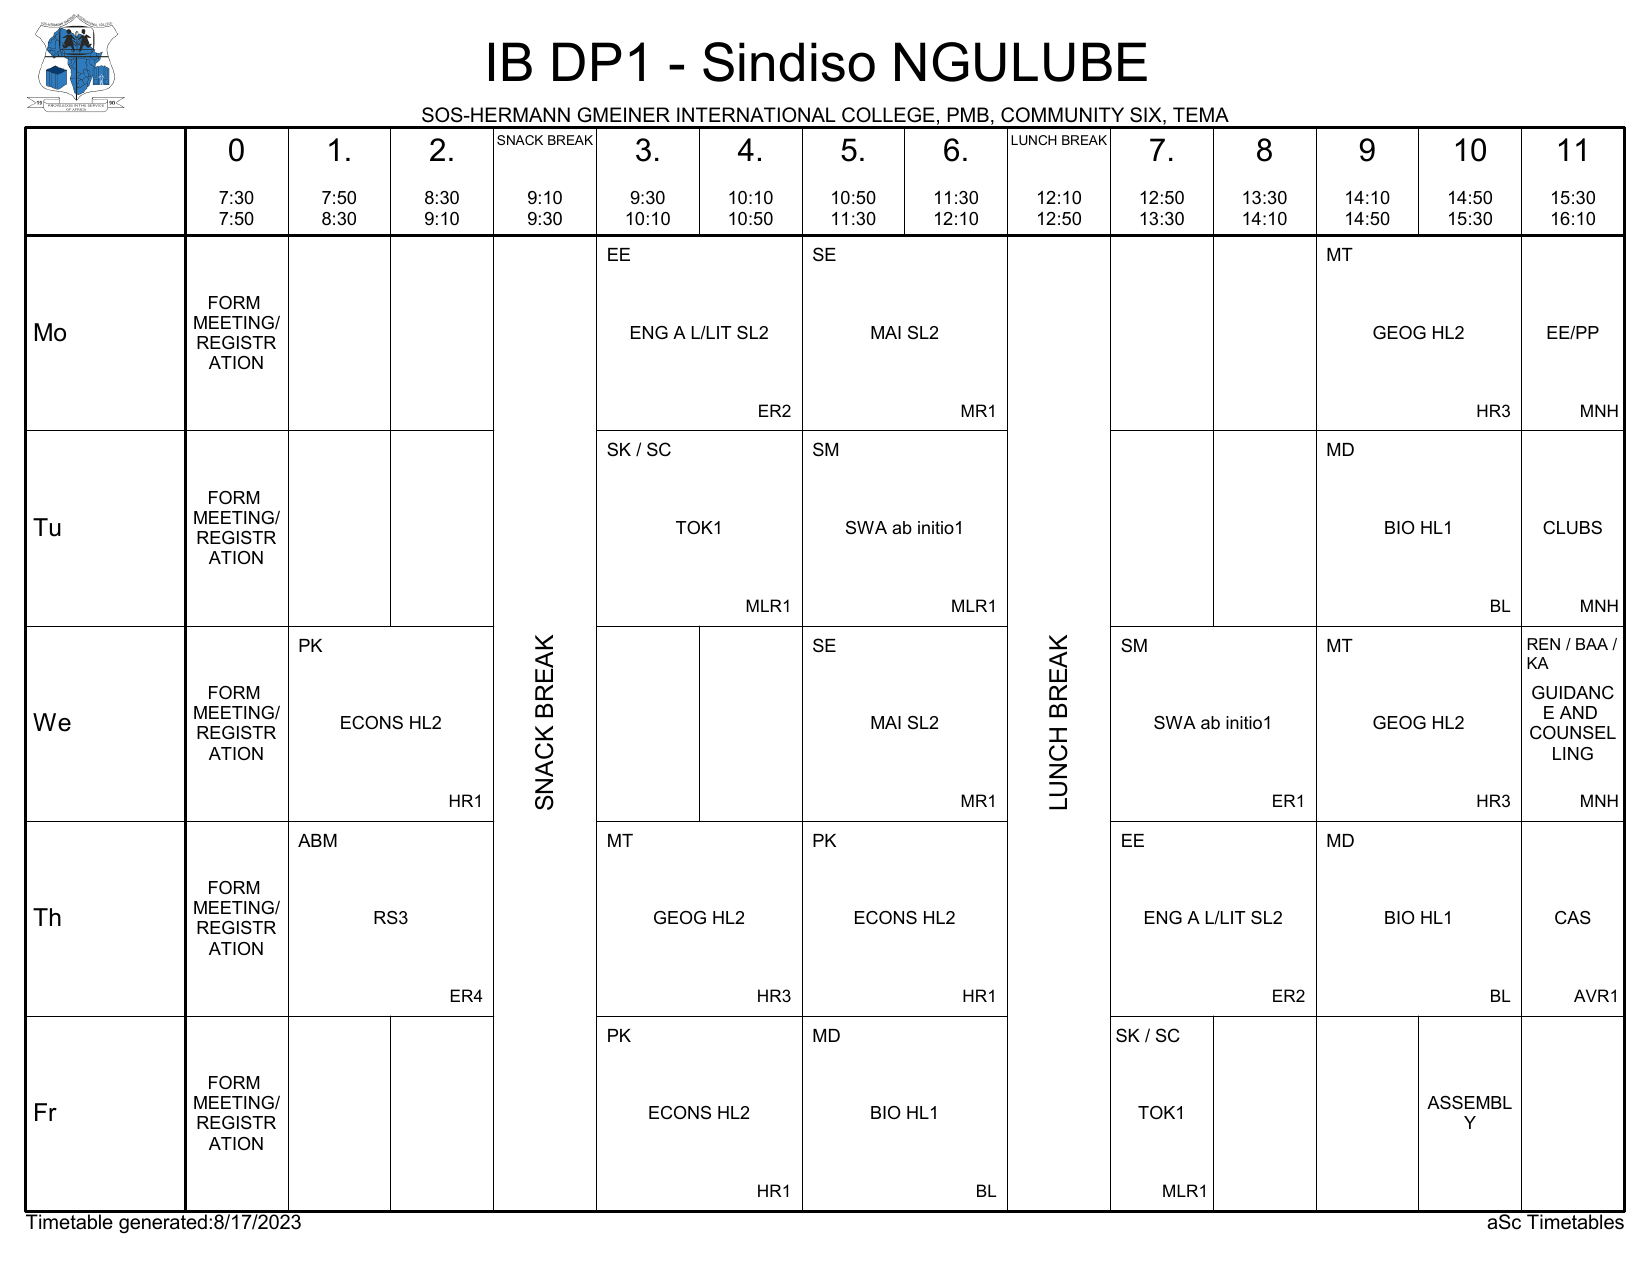 IB DP1 - Sindiso NGULUBE
SOS-HERMANN GMEINER INTERNATIONAL COLLEGE, PMB, COMMUNITY SIX, TEMA
0 1. 2. SNACK BREAK 3. 4. 5. 6. LUNCH BREAK 7. 8 9 10 11
7:30 7:50 8:30 9:10 9:30 10:10 10:50 11:30 12:10 12:50 13:30 14:10 14:50 15:30
7:50 8:30 9:10 9:30 10:10 10:50 11:30 12:10 12:50 13:30 14:10 14:50 15:30 16:10
Mo
FORM
MEETING/
REGISTR
ATION
EE
ENG A L/LIT SL2
ER2
SE
MAI SL2
MR1
MT
GEOG HL2
HR3
EE/PP
MNH
Tu
FORM
MEETING/
REGISTR
ATION
SK / SC
TOK1
MLR1
SM
SWA ab initio1
MLR1
MD
BIO HL1
BL
CLUBS
MNH
We
FORM
MEETING/
REGISTR
ATION
PK
ECONS HL2
HR1
SNACK BREAK
SE
MAI SL2
MR1
LUNCH BREAK
SM
SWA ab initio1
ER1
MT
GEOG HL2
HR3
REN / BAA /
KA
GUIDANC
E AND
COUNSEL
LING
MNH
Th
FORM
MEETING/
REGISTR
ATION
ABM
RS3
ER4
MT
GEOG HL2
HR3
PK
ECONS HL2
HR1
EE
ENG A L/LIT SL2
ER2
MD
BIO HL1
BL
CAS
AVR1
Fr
FORM
MEETING/
REGISTR
ATION
PK
ECONS HL2
HR1
MD
BIO HL1
BL
SK / SC
TOK1
MLR1
ASSEMBL
Y
Timetable generated:8/17/2023
aSc Timetables